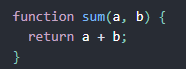 function sum(a, b) {
  return a + b;
}